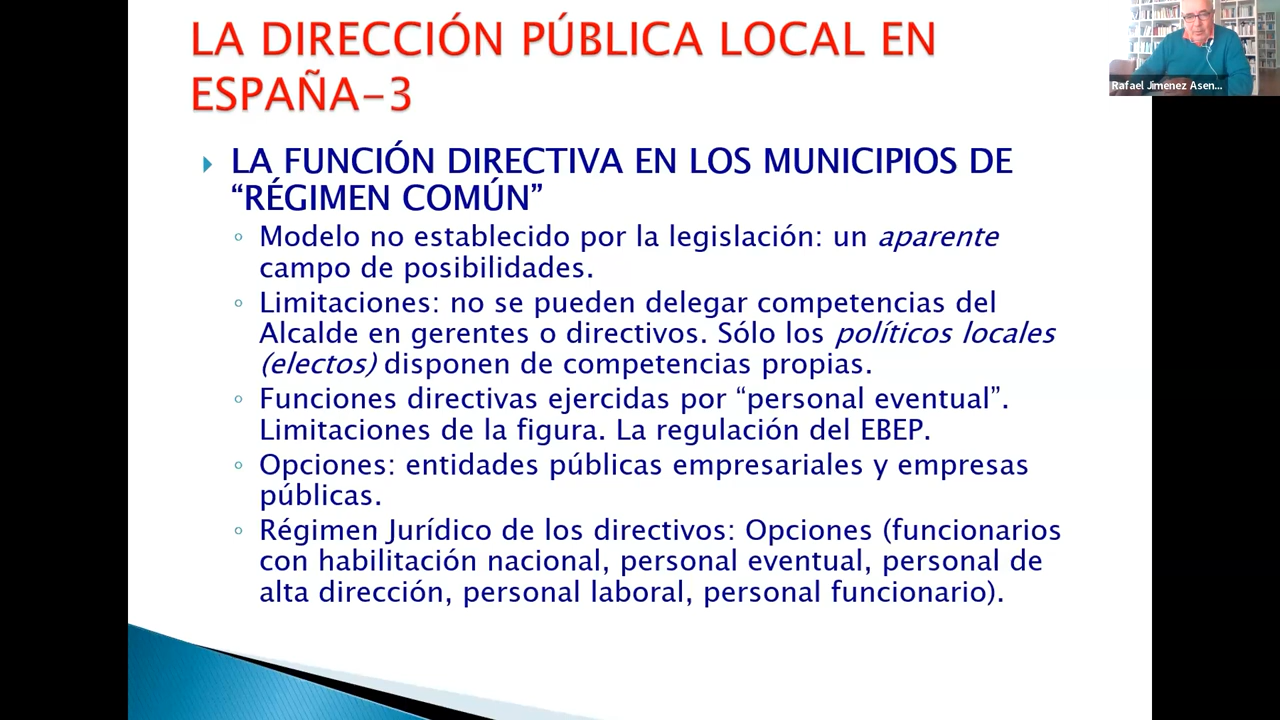 LA DIRECCIÓN PÚBLICA LOCAL EN
ESPAÑA-3
LA FUNCIÓN DIRECTIVA EN LOS MUNICIPIOS DE
“RÉGIMEN COMÚN”
Modelo no establecido por la legislación: un aparente
campo de posibilidades.
Limitaciones: no se pueden delegar competencias del
Alcalde en gerentes o directivos. Sólo los políticos locales
(electos) disponen de competencias propias.
Funciones directivas ejercidas por “personal eventual”.
Limitaciones de la figura. La regulación del EBEP.
Opciones: entidades públicas empresariales y empresas
públicas.
Régimen Jurídico de los directivos: Opciones (funcionarios
con habilitación nacional, personal eventual, personal de
alta dirección, personal laboral, personal funcionario).
Rafael Jimenez Asen...